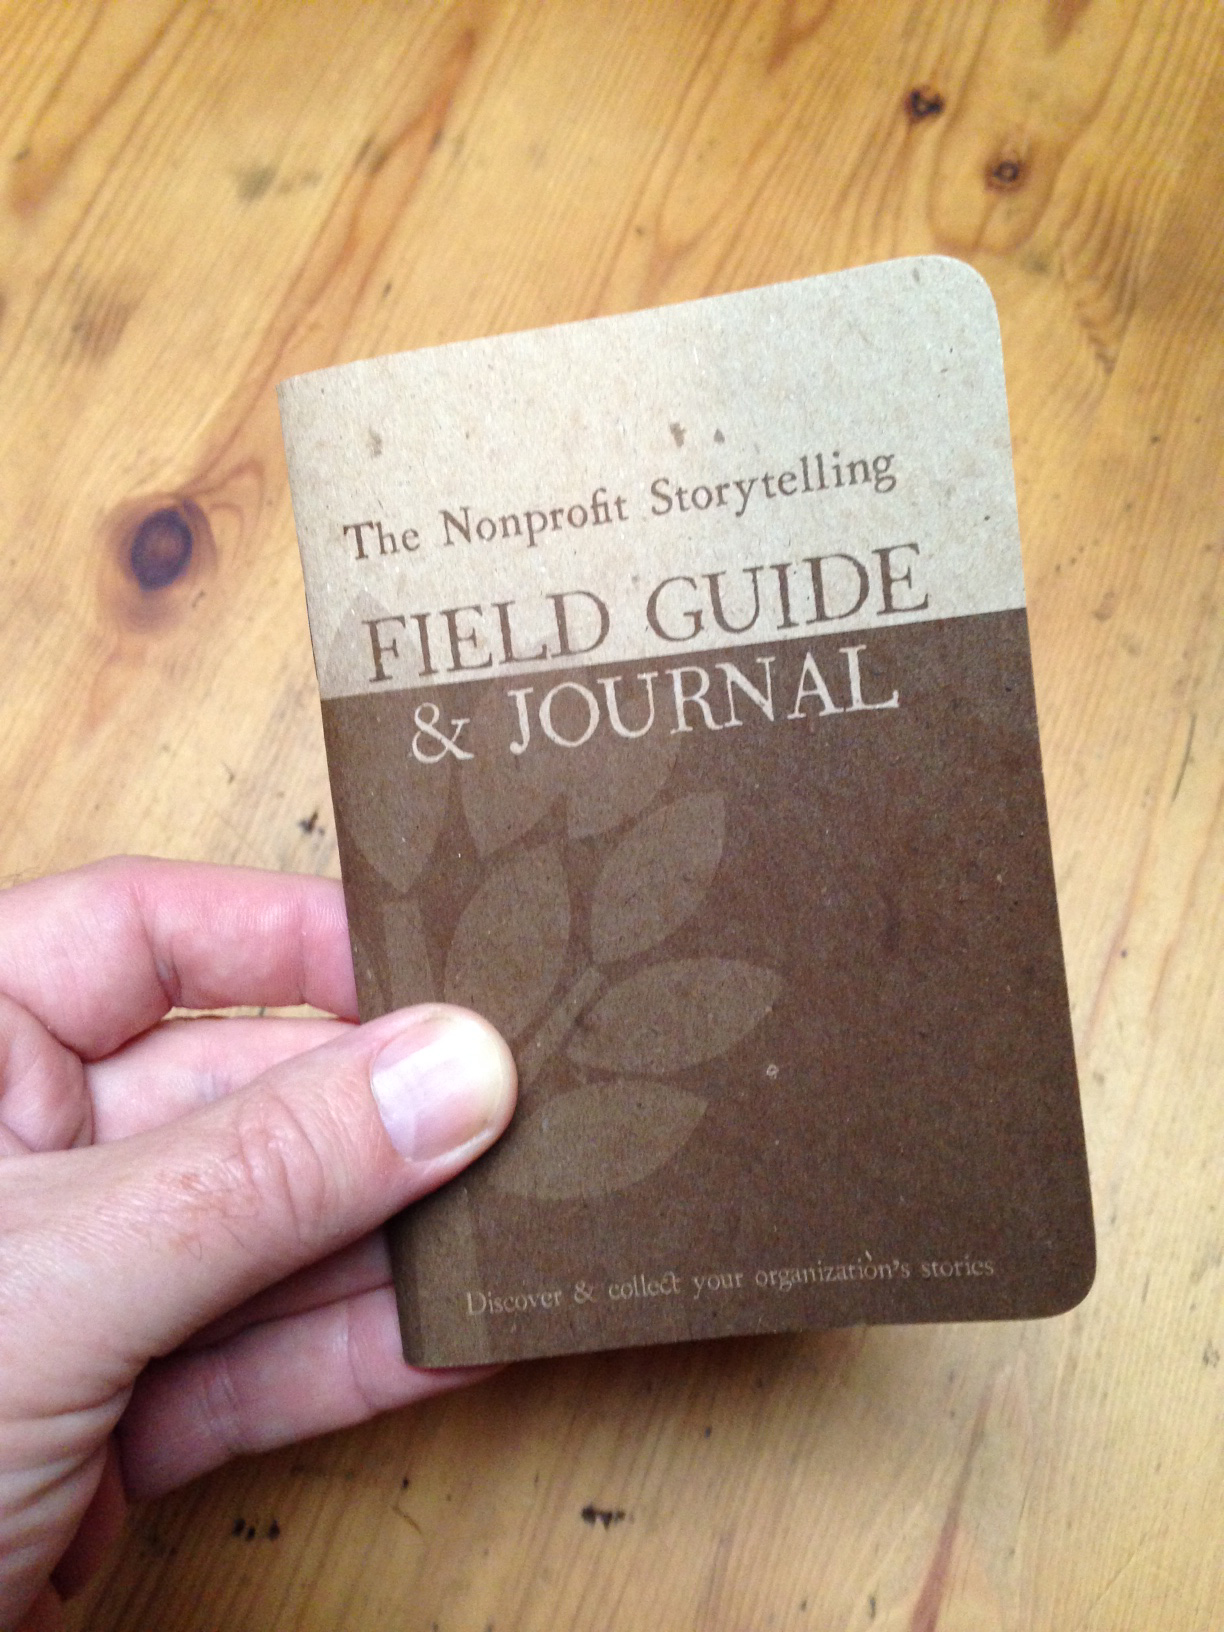 The Nonprofit Storytelling
FIELD GUIDE
& JOURNAL
Discover & collect your organization's stories